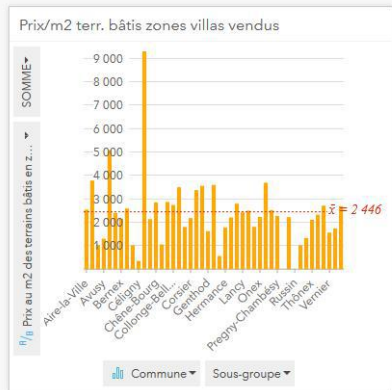 Prix/m2 terr. bâtis zones villas vendus
SOMME
R/B Prix au m2 des terrains bâtis en z...
9 000
8 000
7 000
6 000
5 000
4 000
3 000
2 000
1 000
x̄ = 2 446
Aire-la-Ville
Avusy
Bernex
Céligny
Chêne-Bourg
Collonge-Bell...
Corsier
Genthod
Hermance
Lancy
Onex
Pregny-Chambésy
Russin
Thônex
Vernier
Commune
Sous-groupe